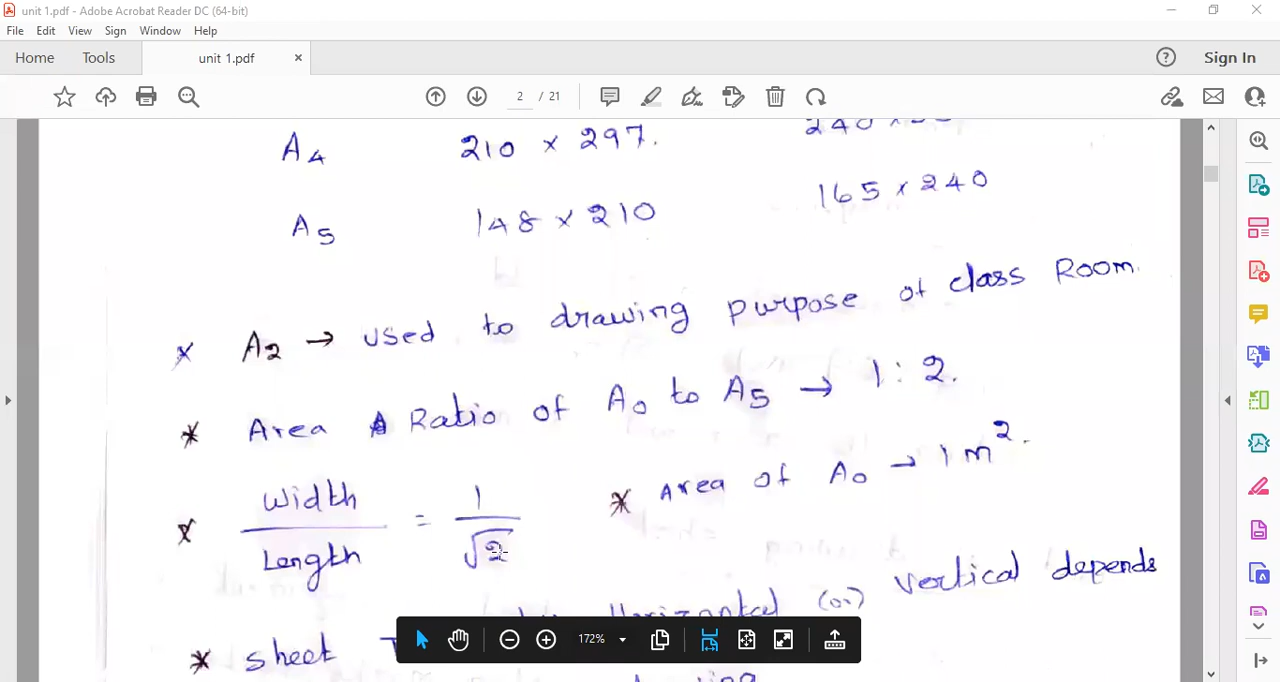 unit 1.pdf - Adobe Acrobat Reader DC (64-bit)
File Edit View Sign Window Help
Home Tools unit 1.pdf × Sign In
2 / 21
A4 210 × 297.
A5 148 × 210 165 × 240
* A2 → used to drawing purpose of class Room.
* Area Ratio of A0 to A5 → 1:2.
* Width / Length = 1/√2 * Area of A0 → 1 m².
Horizontal (or) vertical depends
* sheet
172%